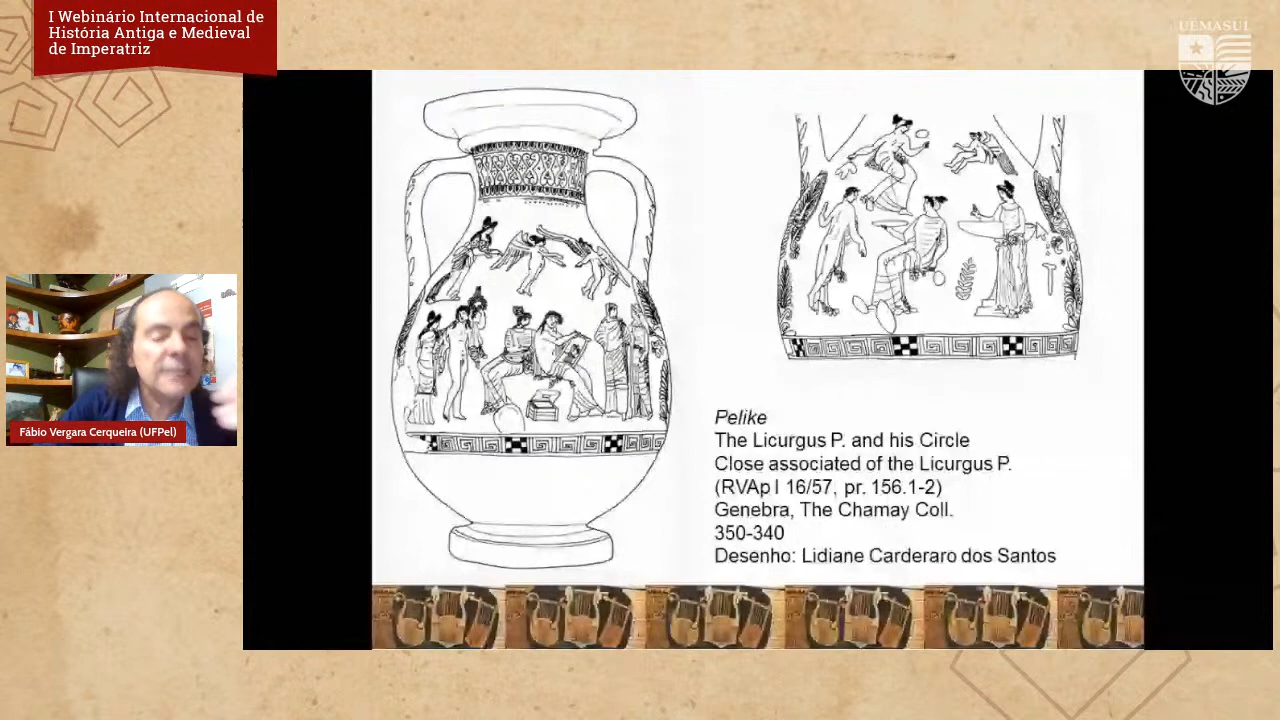 I Webinário Internacional de
História Antiga e Medieval
de Imperatriz
UEMASUL
Pelike
The Licurgus P. and his Circle
Close associated of the Licurgus P.
(RVAp I 16/57, pr. 156.1-2)
Genebra, The Chamay Coll.
350-340
Desenho: Lidiane Carderaro dos Santos
Fábio Vergara Cerqueira (UFPel)